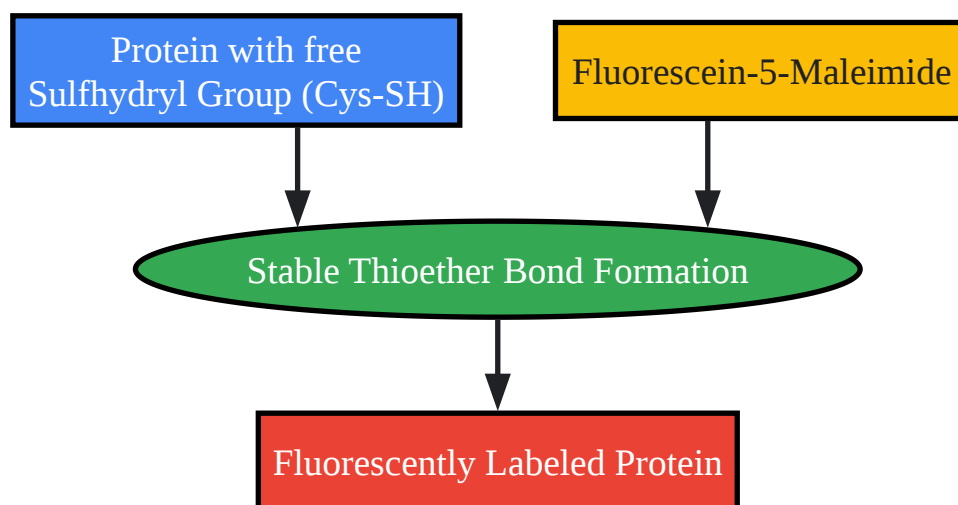 Protein with free
Sulfhydryl Group (Cys-SH)
Fluorescein-5-Maleimide
Stable Thioether Bond Formation
Fluorescently Labeled Protein